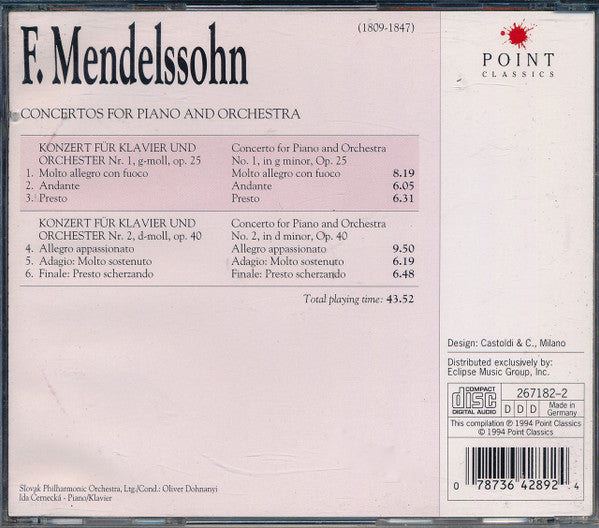 F. Mendelssohn
(1809-1847)
POINT
CLASSICS
CONCERTOS FOR PIANO AND ORCHESTRA
KONZERT FÜR KLAVIER UND Concerto for Piano and Orchestra
ORCHESTER Nr. 1, g-moll, op. 25 No. 1, in g minor, Op. 25
1. Molto allegro con fuoco Molto allegro con fuoco 8.19
2. Andante Andante 6.05
3. Presto Presto 6.31
KONZERT FÜR KLAVIER UND Concerto for Piano and Orchestra
ORCHESTER Nr. 2, d-moll, op. 40 No. 2, in d minor, Op. 40
4. Allegro appassionato Allegro appassionato 9.50
5. Adagio: Molto sostenuto Adagio: Molto sostenuto 6.19
6. Finale: Presto scherzando Finale: Presto scherzando 6.48
Total playing time: 43.52
Slovak Philharmonic Orchestra, Ltg./Cond.: Oliver Dohnanyi
Ida Černecká - Piano/Klavier
Design: Castoldi & C., Milano
Distributed exclusively by:
Eclipse Music Group, Inc.
COMPACT
disc
DIGITAL AUDIO
267182-2
D D D
Made in
Germany
This compilation ℗ 1994 Point Classics
© 1994 Point Classics
0 78736 42892 4